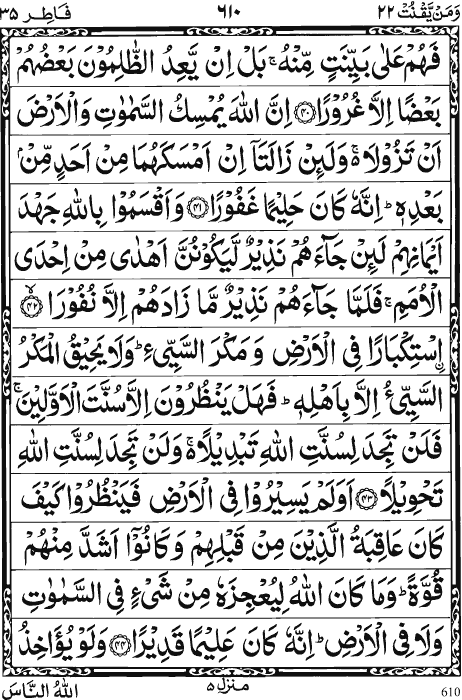 وَمَنْ يَّقْنُتْ ٢٢
٦١٠
فَاطِر ٣٥
فَهُمْ عَلٰى بَيِّنَتٍ مِّنْهُ ۚ بَلْ اِنْ يَّعِدُ الظّٰلِمُوْنَ بَعْضُهُمْ
بَعْضًا اِلَّا غُرُوْرًا ﴿٤٠﴾ اِنَّ اللّٰهَ يُمْسِكُ السَّمٰوٰتِ وَالْاَرْضَ
اَنْ تَزُوْلَا ۚ وَلَئِنْ زَالَتَاۤ اِنْ اَمْسَكَهُمَا مِنْ اَحَدٍ مِّنْۢ
بَعْدِهٖ ؕ اِنَّهٗ كَانَ حَلِيْمًا غَفُوْرًا ﴿٤١﴾ وَاَقْسَمُوْا بِاللّٰهِ جَهْدَ
اَيْمَانِهِمْ لَئِنْ جَآءَهُمْ نَذِيْرٌ لَّيَكُوْنُنَّ اَهْدٰى مِنْ اِحْدَى
الْاُمَمِ ۚ فَلَمَّا جَآءَهُمْ نَذِيْرٌ مَّا زَادَهُمْ اِلَّا نُفُوْرًا ﴿٤٢﴾ۙ
اِسْتِكْبَارًا فِى الْاَرْضِ وَمَكْرَ السَّيِّئِ ؕ وَلَا يَحِيْقُ الْمَكْرُ
السَّيِّئُ اِلَّا بِاَهْلِهٖ ؕ فَهَلْ يَنْظُرُوْنَ اِلَّا سُنَّتَ الْاَوَّلِيْنَ ۚ
فَلَنْ تَجِدَ لِسُنَّتِ اللّٰهِ تَبْدِيْلًا ۚ وَلَنْ تَجِدَ لِسُنَّتِ اللّٰهِ
تَحْوِيْلًا ﴿٤٣﴾ اَوَلَمْ يَسِيْرُوْا فِى الْاَرْضِ فَيَنْظُرُوْا كَيْفَ
كَانَ عَاقِبَةُ الَّذِيْنَ مِنْ قَبْلِهِمْ وَكَانُوْۤا اَشَدَّ مِنْهُمْ
قُوَّةً ؕ وَمَا كَانَ اللّٰهُ لِيُعْجِزَهٗ مِنْ شَىْءٍ فِى السَّمٰوٰتِ
وَلَا فِى الْاَرْضِ ؕ اِنَّهٗ كَانَ عَلِيْمًا قَدِيْرًا ﴿٤٤﴾ وَلَوْ يُؤَاخِذُ
610
منزل ٥
اللّٰهُ النَّاسَ